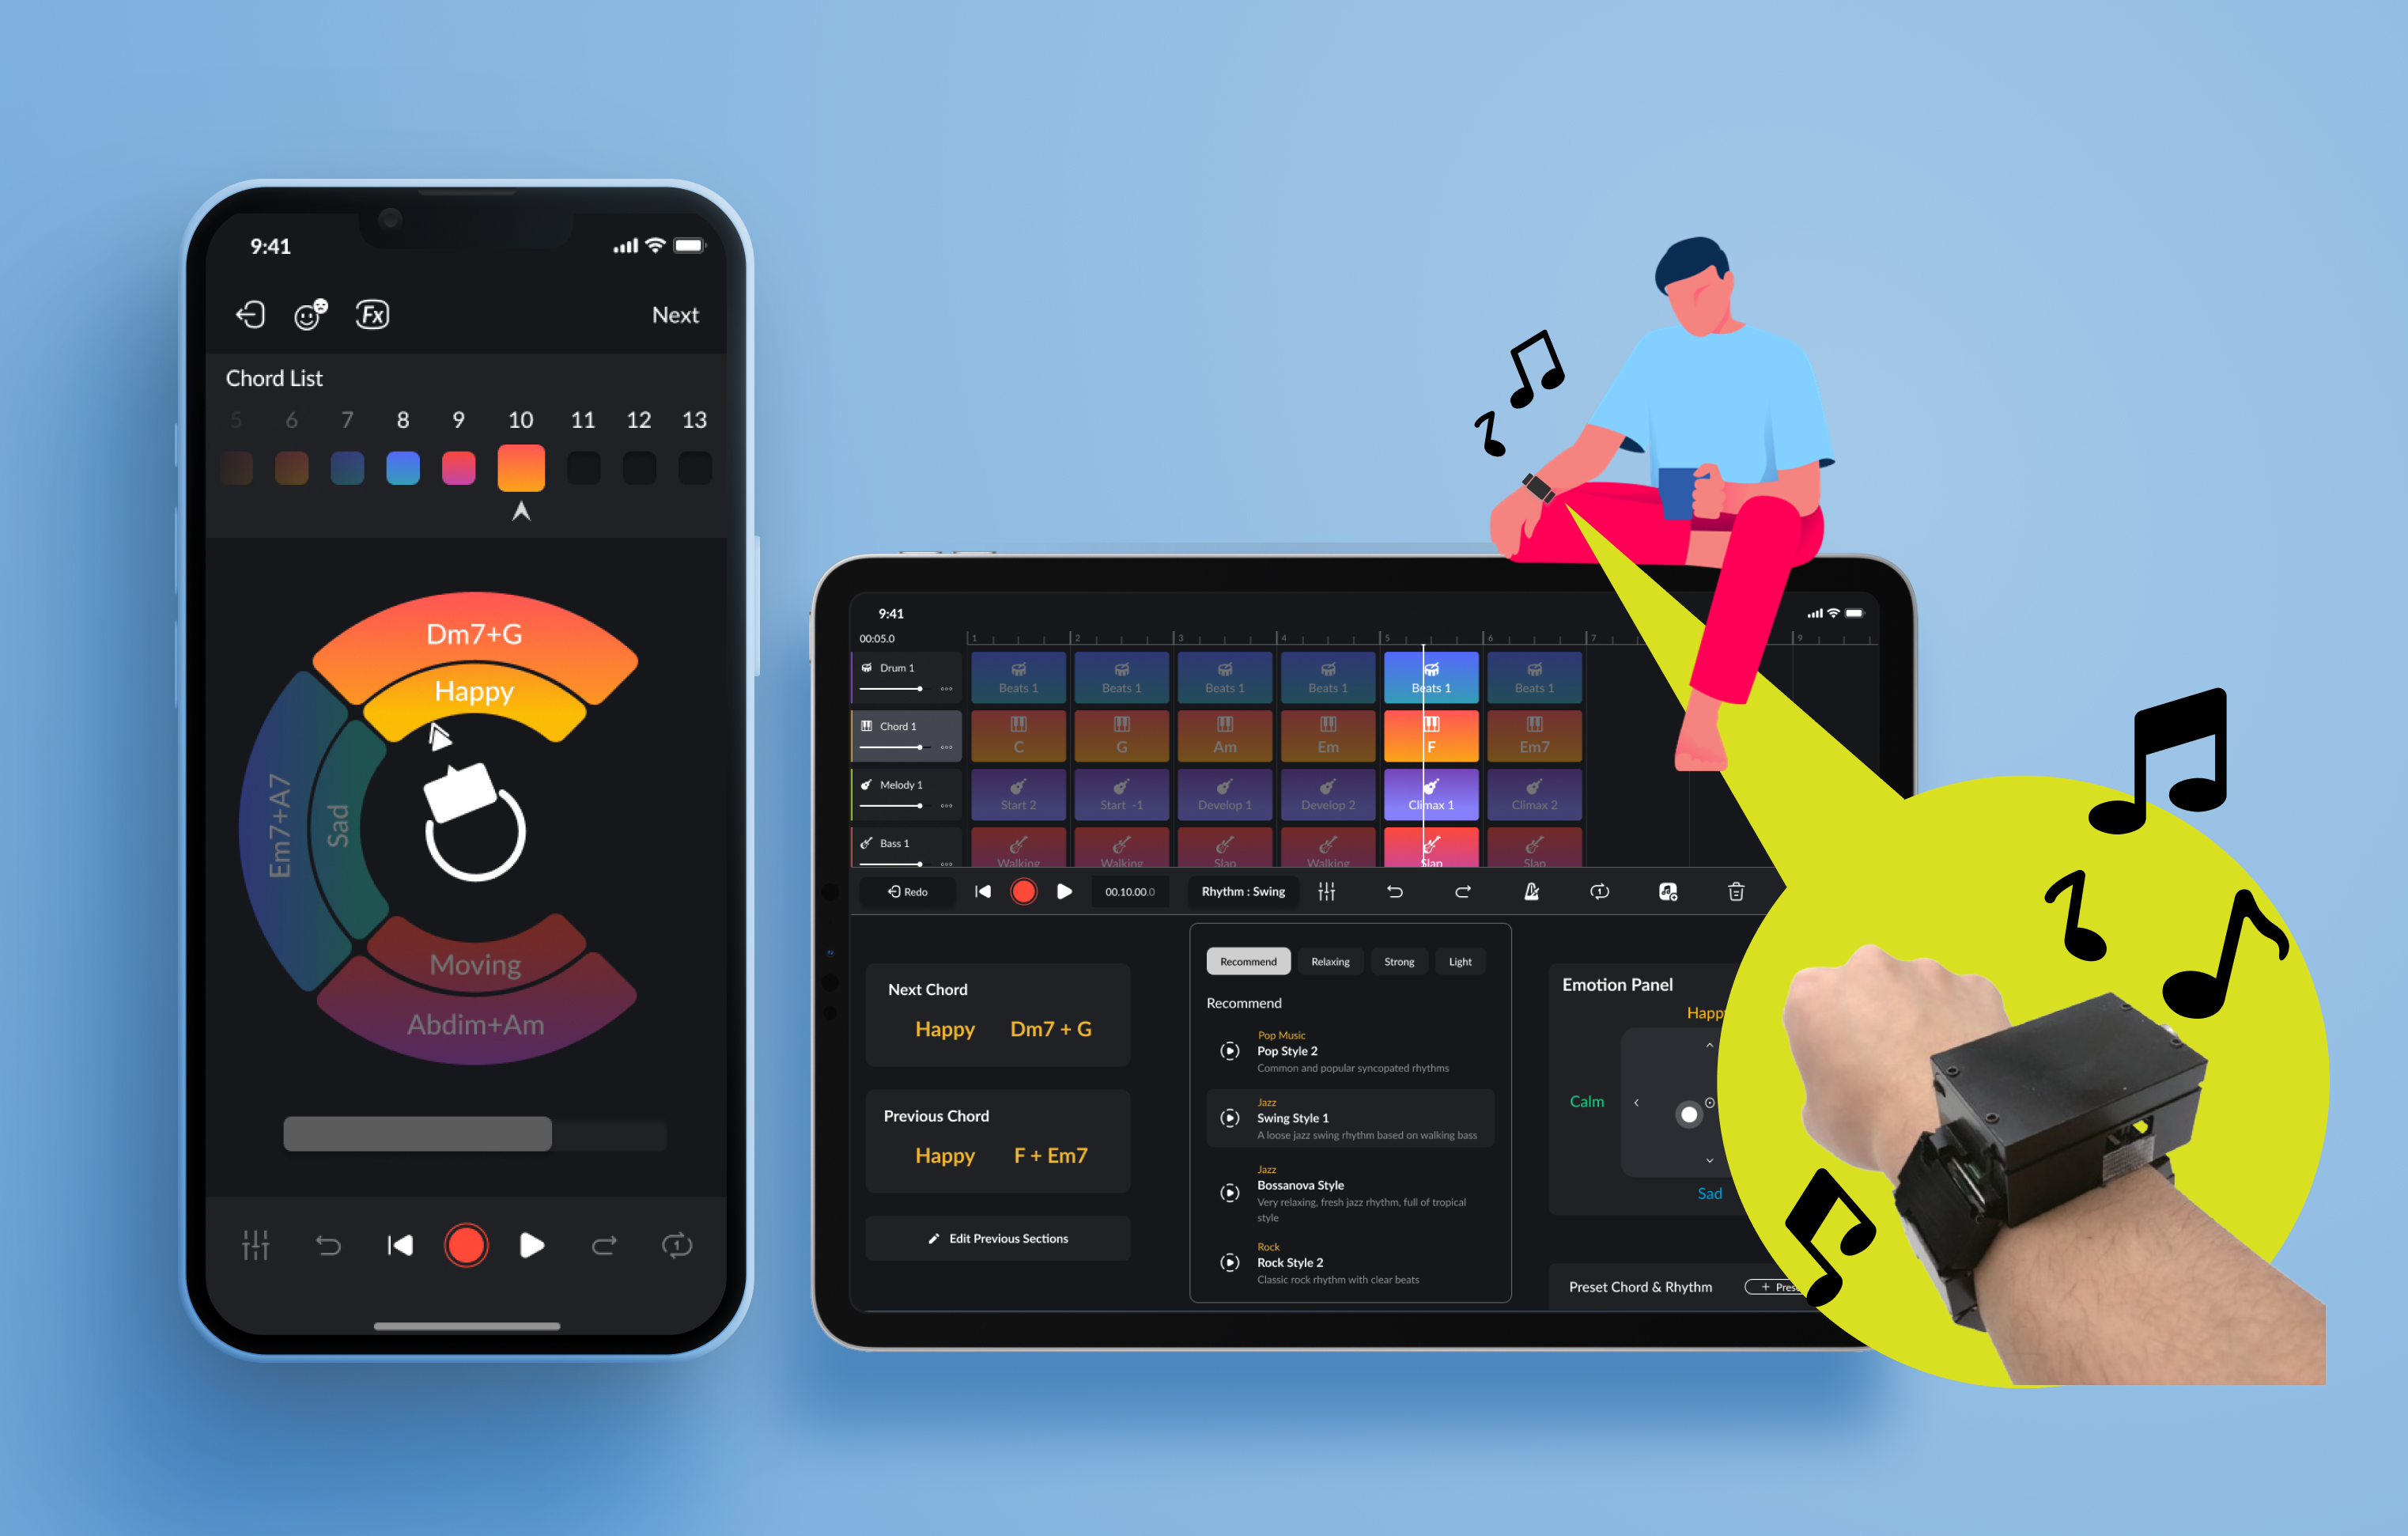 9:41
Fx
Next
Chord List
5 6 7 8 9 10 11 12 13
Dm7+G
Happy
Em7+A7
Sad
Moving
Abdim+Am
1
9:41
00:05.0
1 2 3 4 5 6 7 9
Drum 1
Beats 1 Beats 1 Beats 1 Beats 1 Beats 1 Beats 1
Chord 1
C G Am Em F Em7
Melody 1
Start 2 Start -1 Develop 1 Develop 2 Climax 1 Climax 2
Bass 1
Walking Walking Slap Walking Slap Slap
Redo
00.10.00.0
Rhythm : Swing
1
Next Chord
Happy Dm7 + G
Previous Chord
Happy F + Em7
Edit Previous Sections
Recommend Relaxing Strong Light
Recommend
Pop Music
Pop Style 2
Common and popular syncopated rhythms
Jazz
Swing Style 1
A loose jazz swing rhythm based on walking bass
Jazz
Bossanova Style
Very relaxing, fresh jazz rhythm, full of tropical
style
Rock
Rock Style 2
Classic rock rhythm with clear beats
Emotion Panel
Happ
Calm
Sad
Preset Chord & Rhythm
+ Pres